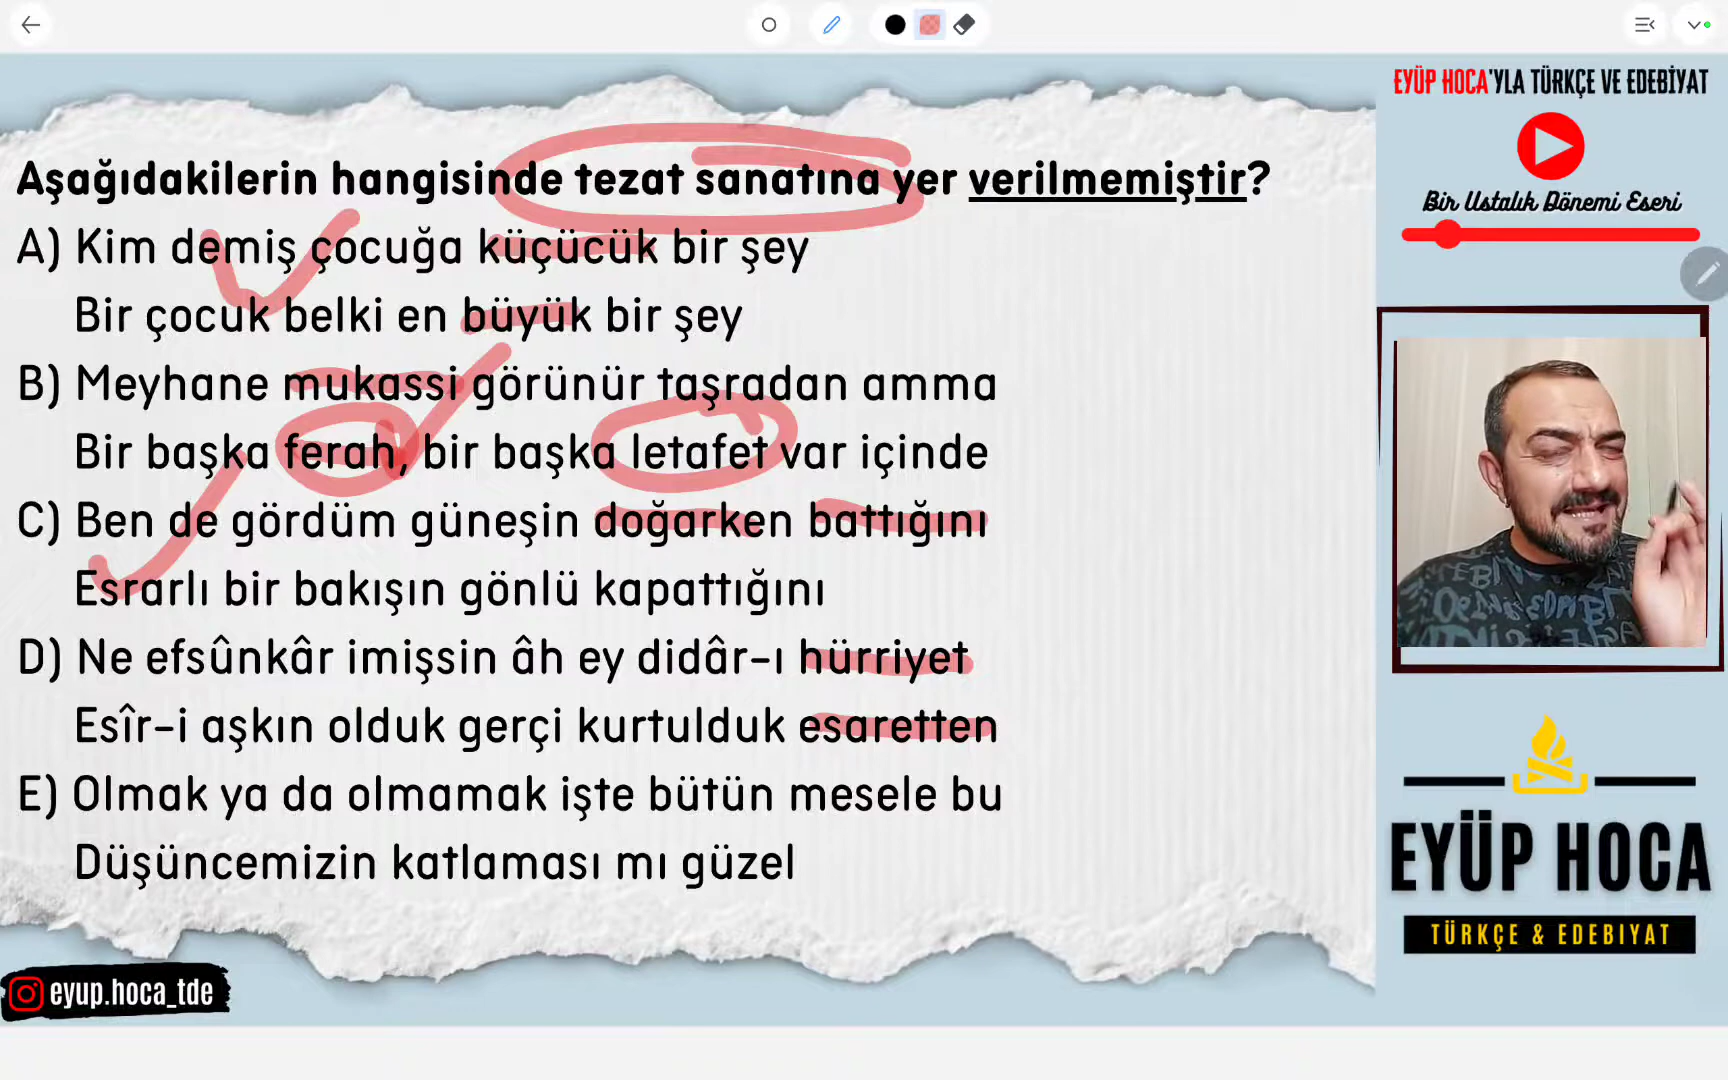 EYÜP HOCA'YLA TÜRKÇE VE EDEBİYAT
Bir Ustalık Dönemi Eseri
Aşağıdakilerin hangisinde tezat sanatına yer verilmemiştir?
A) Kim demiş çocuğa küçücük bir şey
Bir çocuk belki en büyük bir şey
B) Meyhane mukassi görünür taşradan amma
Bir başka ferah, bir başka letafet var içinde
C) Ben de gördüm güneşin doğarken battığını
Esrarlı bir bakışın gönlü kapattığını
D) Ne efsûnkâr imişsin âh ey didâr-ı hürriyet
Esîr-i aşkın olduk gerçi kurtulduk esaretten
E) Olmak ya da olmamak işte bütün mesele bu
Düşüncemizin katlaması mı güzel
EYÜP HOCA
TÜRKÇE & EDEBIYAT
eyup.hoca_tde